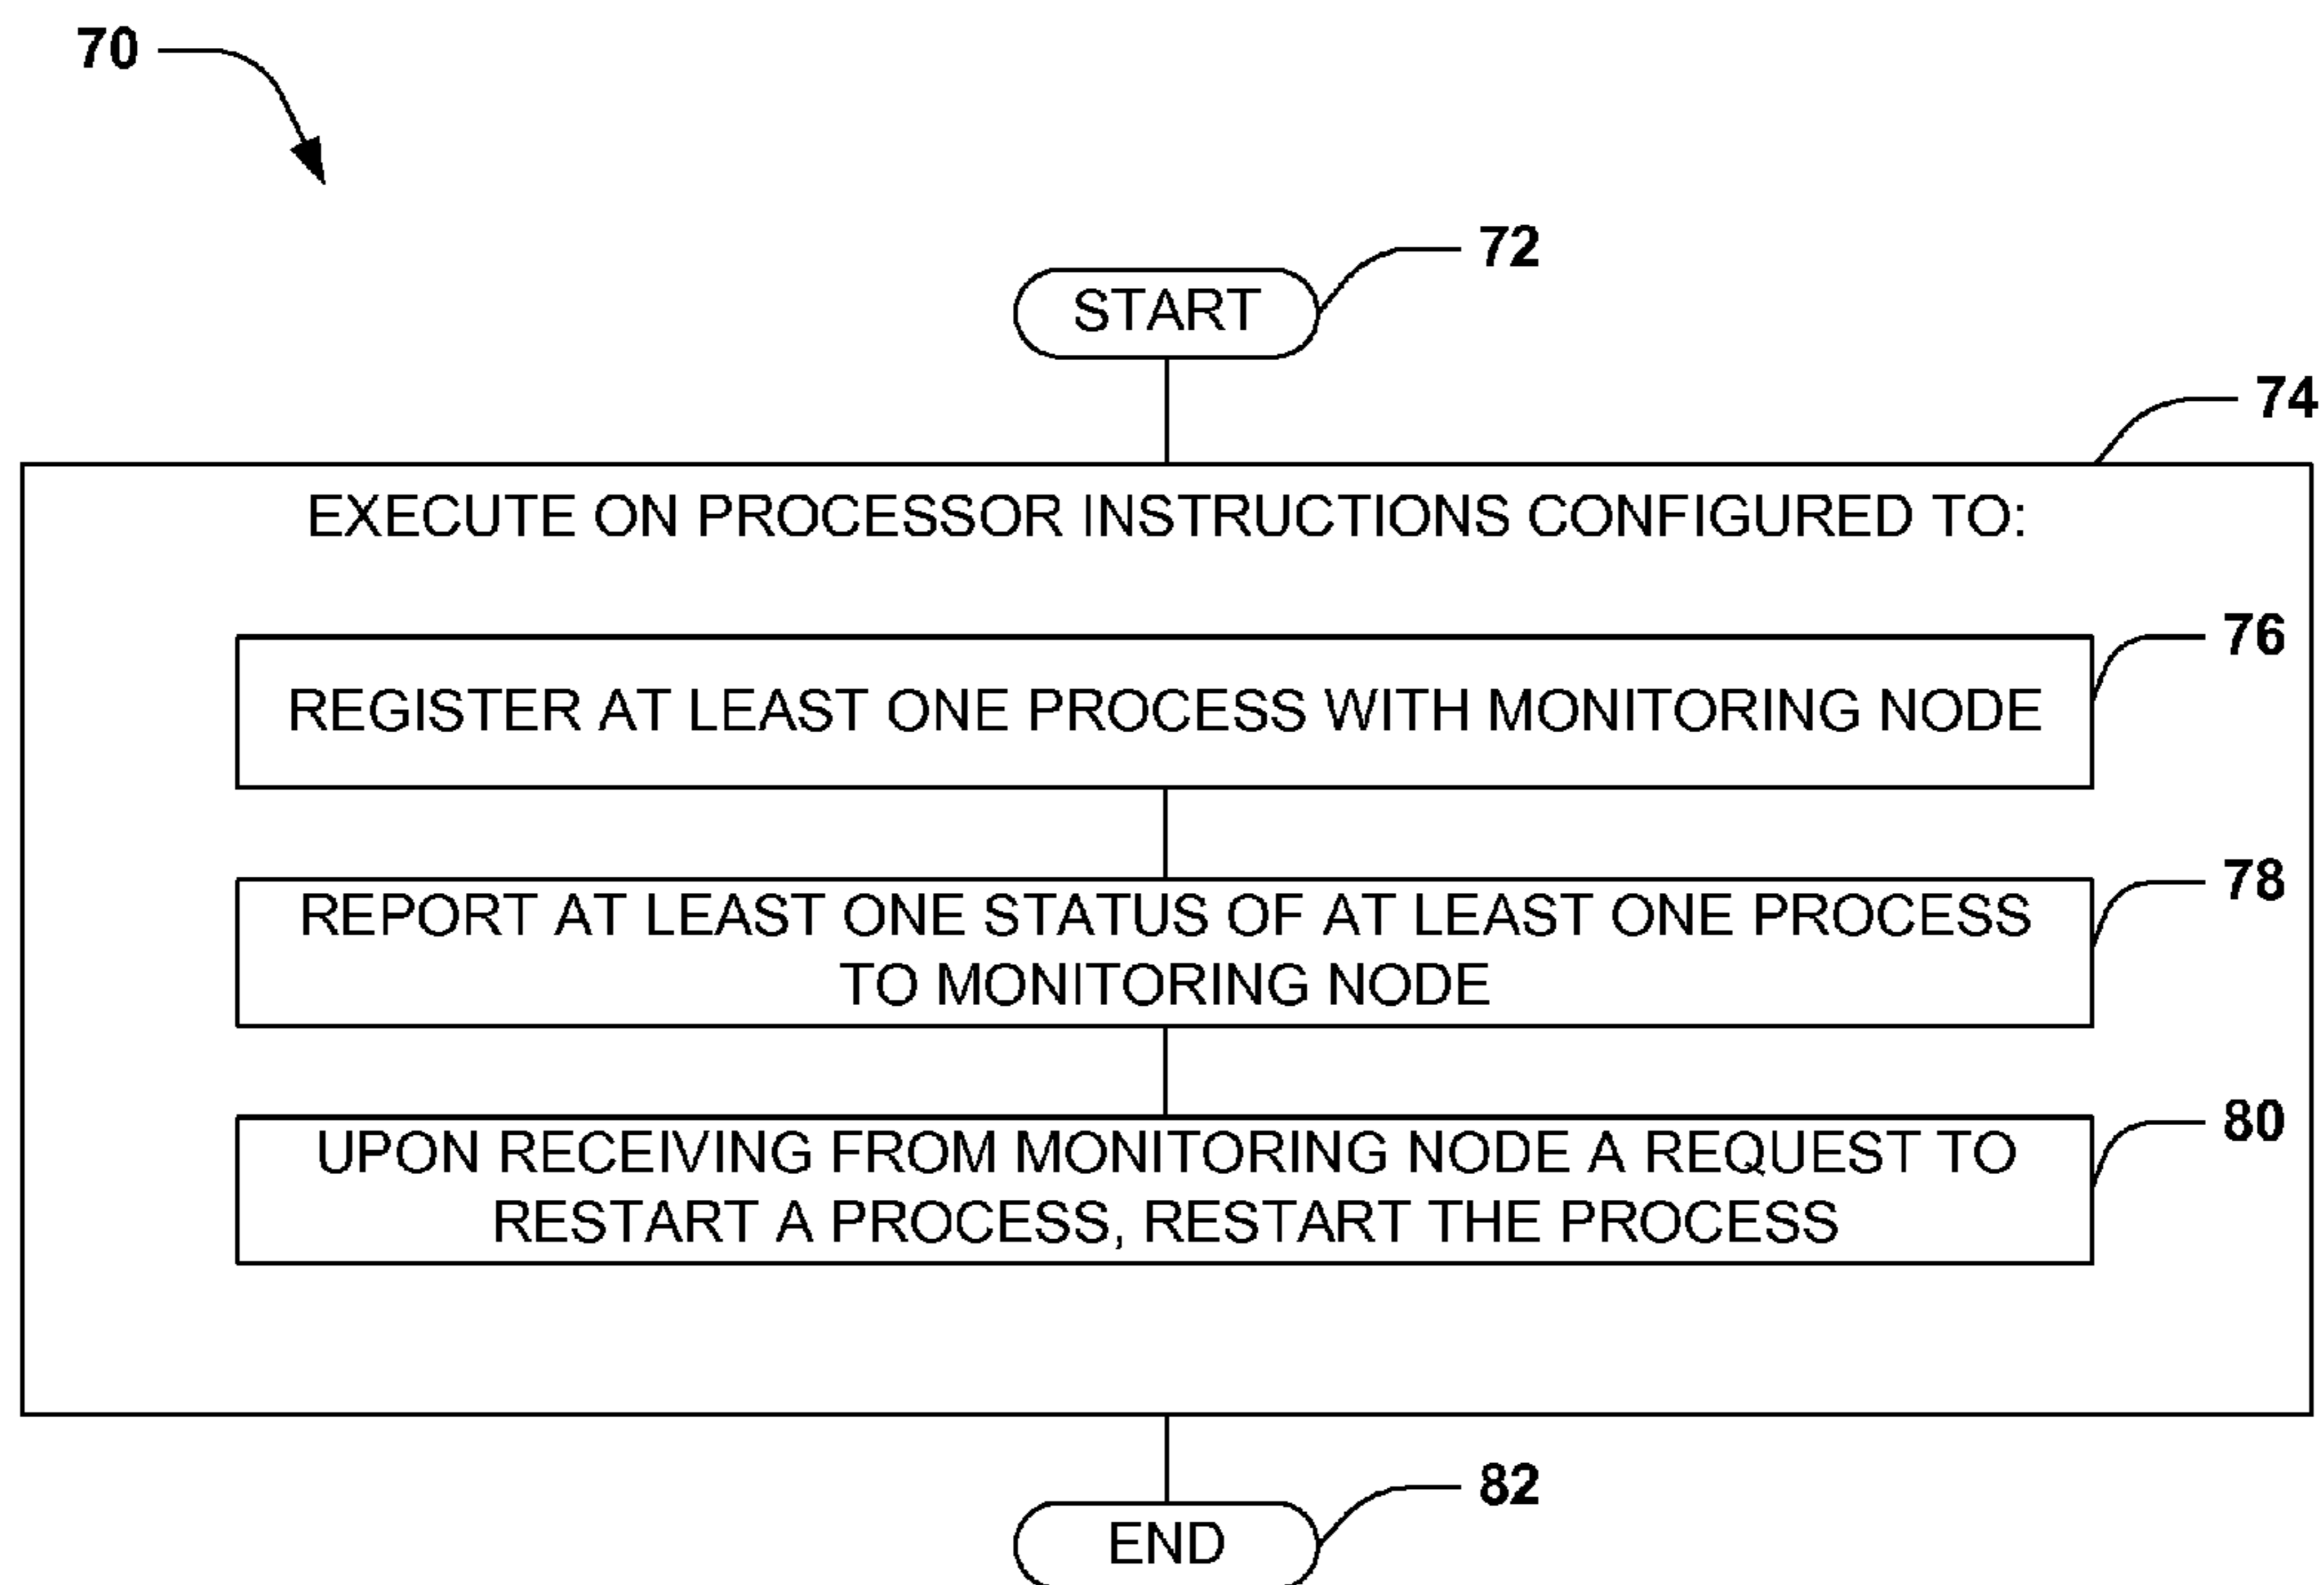 70
72
START
74
EXECUTE ON PROCESSOR INSTRUCTIONS CONFIGURED TO:
76
REGISTER AT LEAST ONE PROCESS WITH MONITORING NODE
78
REPORT AT LEAST ONE STATUS OF AT LEAST ONE PROCESS
TO MONITORING NODE
80
UPON RECEIVING FROM MONITORING NODE A REQUEST TO
RESTART A PROCESS, RESTART THE PROCESS
82
END